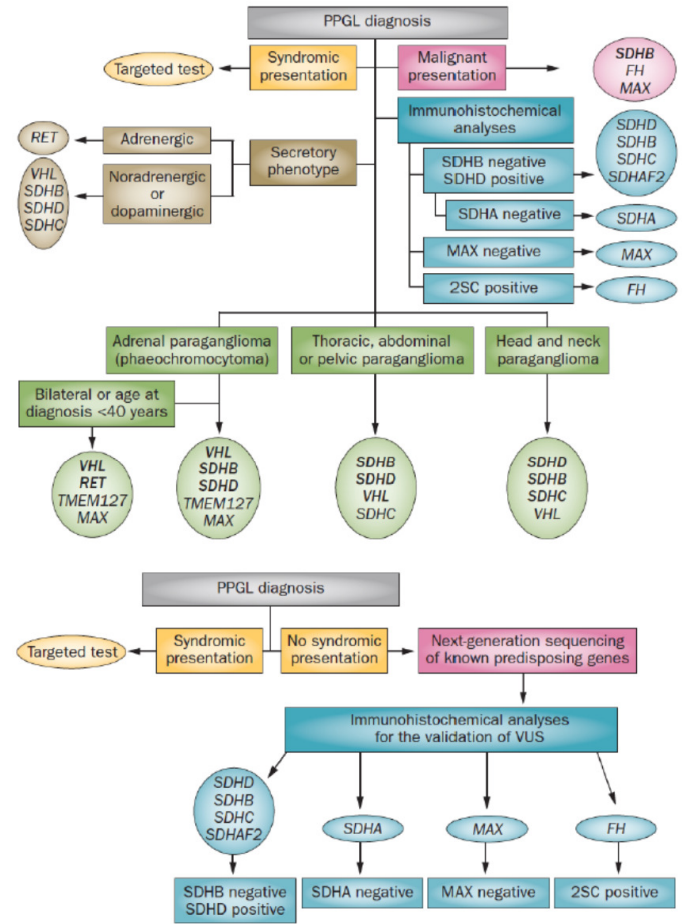 PPGL diagnosis
Targeted test
Syndromic
presentation
Malignant
presentation
SDHB
FH
MAX
Immunohistochemical
analyses
RET
Adrenergic
Secretory
phenotype
SDHB negative
SDHD positive
SDHD
SDHB
SDHC
SDHAF2
VHL
SDHB
SDHD
SDHC
Noradrenergic
or
dopaminergic
SDHA negative
SDHA
MAX negative
MAX
2SC positive
FH
Adrenal paraganglioma
(phaeochromocytoma)
Thoracic, abdominal
or pelvic paraganglioma
Head and neck
paraganglioma
Bilateral or age at
diagnosis <40 years
VHL
RET
TMEM127
MAX
VHL
SDHB
SDHD
TMEM127
MAX
SDHB
SDHD
VHL
SDHC
SDHD
SDHB
SDHC
VHL
PPGL diagnosis
Targeted test
Syndromic
presentation
No syndromic
presentation
Next-generation sequencing
of known predisposing genes
Immunohistochemical analyses
for the validation of VUS
SDHD
SDHB
SDHC
SDHAF2
SDHA
MAX
FH
SDHB negative
SDHD positive
SDHA negative
MAX negative
2SC positive